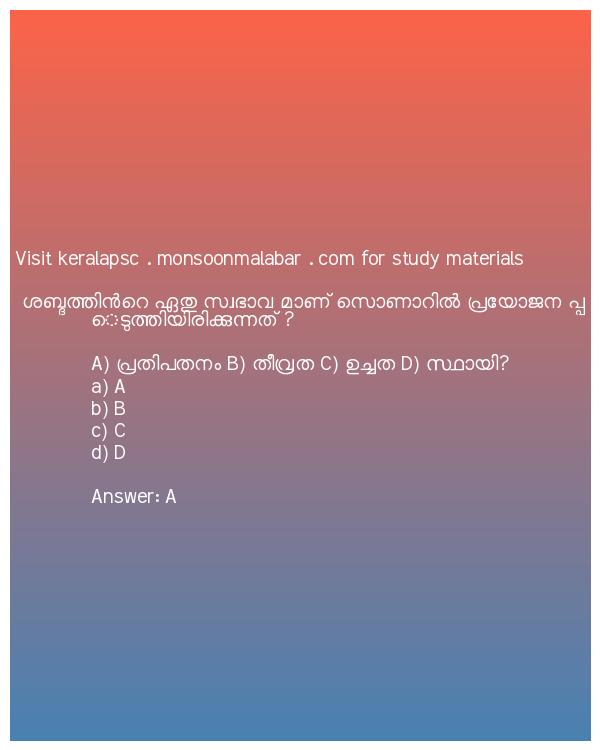 Visit keralapsc . monsoonmalabar . com for study materials
ശബ്ദത്തിൻറെ ഏതു സ്വഭാവ മാണ് സൊണാറിൽ പ്രയോജന പ്പ
െടുത്തിയിരിക്കുന്നത് ?
A) പ്രതിപതനം B) തീവ്രത C) ഉച്ചത D) സ്ഥായി?
a) A
b) B
c) C
d) D
Answer: A